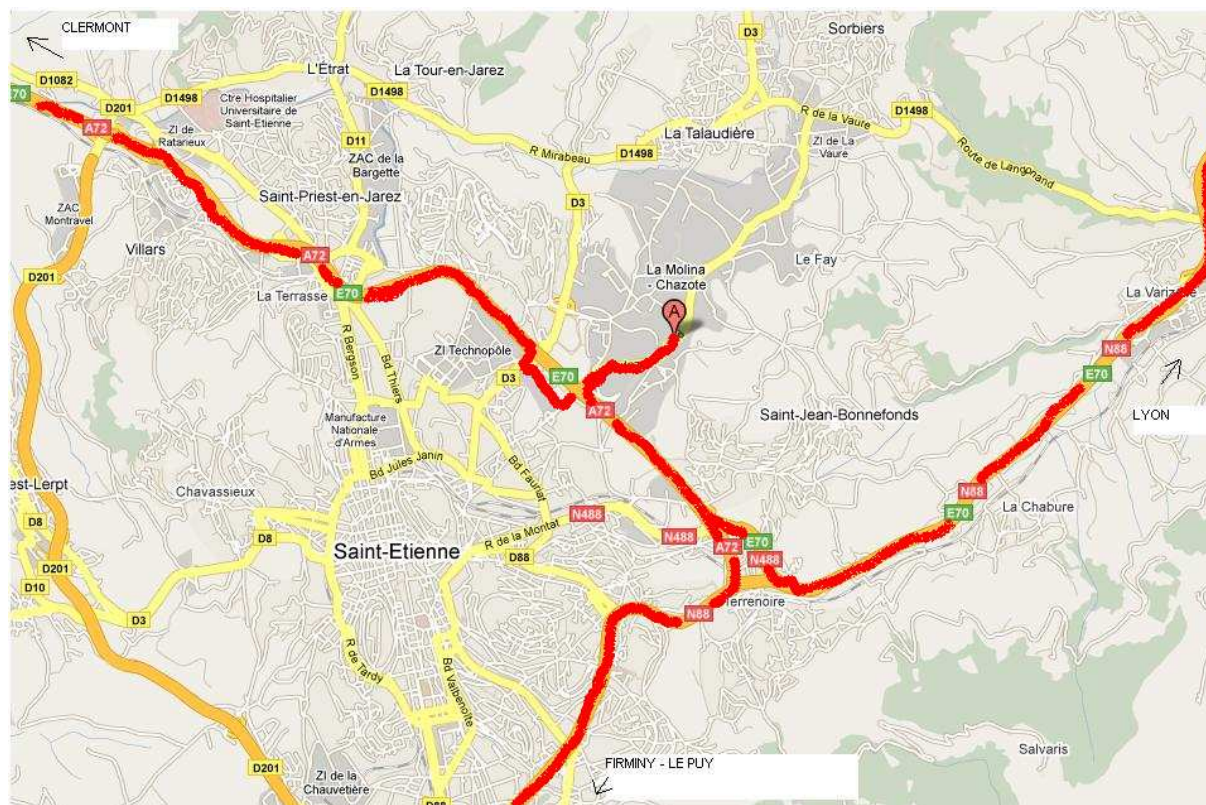 CLERMONT
D3
Sorbiers
D1082
L'Étrat
La Tour-en-Jarez
E70
D201
D1498
Ctre Hospitalier
Universitaire de
Saint-Etienne
D1498
R de la Vaure
D1498
A72
ZI de
Ratarieux
D11
La Talaudière
ZI de La
Vaure
R Mirabeau
D1498
ZAC de la
Bargette
Saint-Priest-en-Jarez
D3
ZAC
Montravel
Villars
A72
La Molina
- Chazote
Le Fay
D201
La Terrasse
E70
A
R Bergson
Bd Thiers
ZI Technopôle
N88
D3
E70
E70
A72
Saint-Jean-Bonnefonds
LYON
Manufacture
Nationale
d'Armes
Bd Jules Janin
Bd Fauriat
est-Lerpt
Chavassieux
N88
La Chabure
D8
D8
N488
E70
Saint-Etienne
R de la Montat
N488
E70
A72
D88
N488
D201
D10
D3
N88
Terrenoire
R de Tardy
Bd Valbenoîte
Salvaris
D201
ZI de la
Chauvetière
FIRMINY - LE PUY
D88